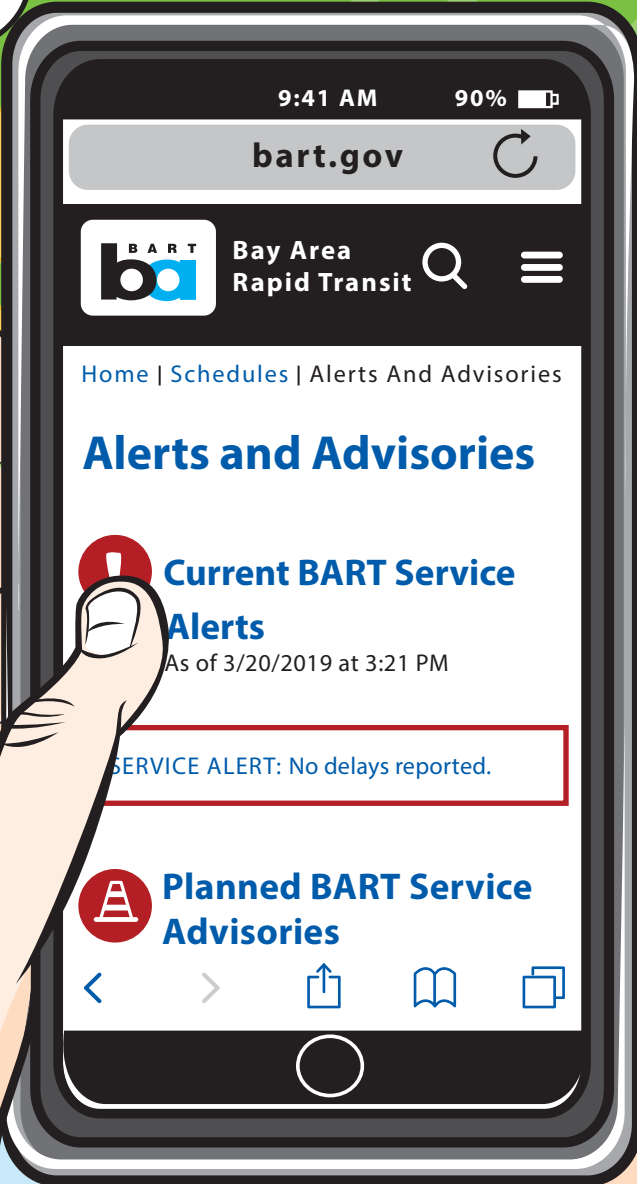 9:41 AM 90%
bart.gov
BART
ba
Bay Area
Rapid Transit
Home | Schedules | Alerts And Advisories
Alerts and Advisories
Current BART Service
Alerts
As of 3/20/2019 at 3:21 PM
SERVICE ALERT: No delays reported.
Planned BART Service
Advisories